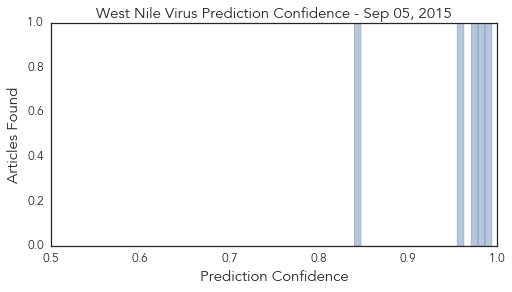 West Nile Virus Prediction Confidence - Sep 05, 2015
1.0
0.8
0.6
0.4
0.2
0.0
Articles Found
0.5 0.6 0.7 0.8 0.9 1.0
Prediction Confidence